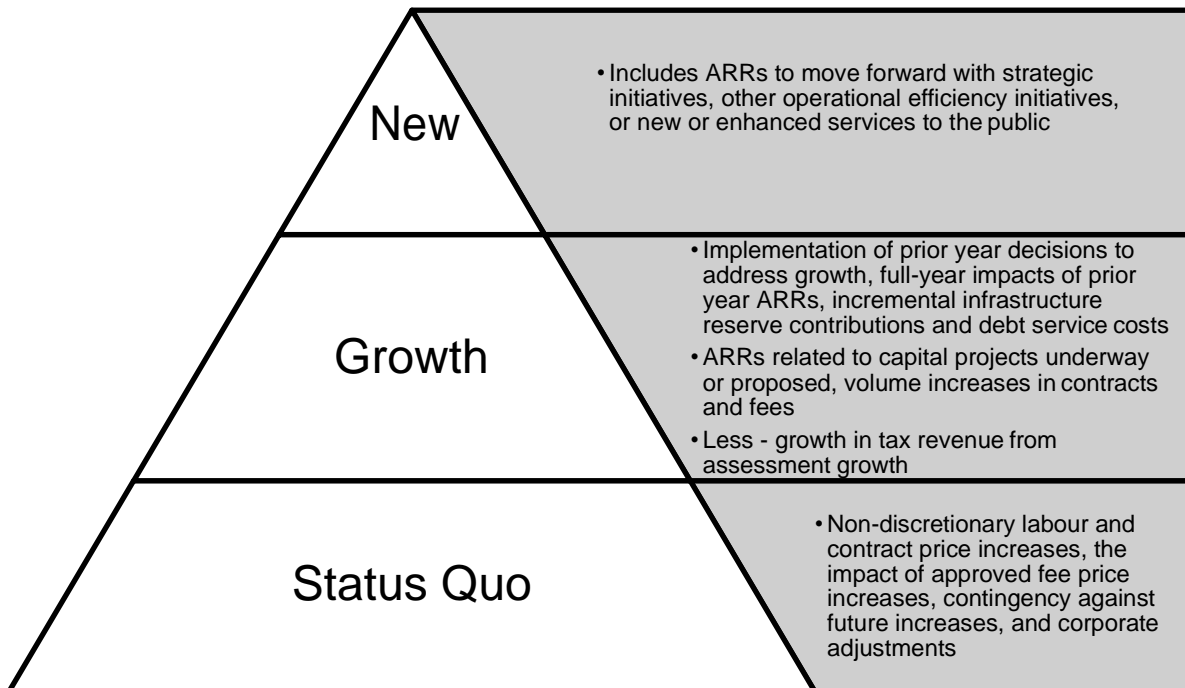 New
• Includes ARRs to move forward with strategic
initiatives, other operational efficiency initiatives,
or new or enhanced services to the public
Growth
• Implementation of prior year decisions to
address growth, full-year impacts of prior
year ARRs, incremental infrastructure
reserve contributions and debt service costs
• ARRs related to capital projects underway
or proposed, volume increases in contracts
and fees
• Less - growth in tax revenue from
assessment growth
Status Quo
• Non-discretionary labour and
contract price increases, the
impact of approved fee price
increases, contingency against
future increases, and corporate
adjustments